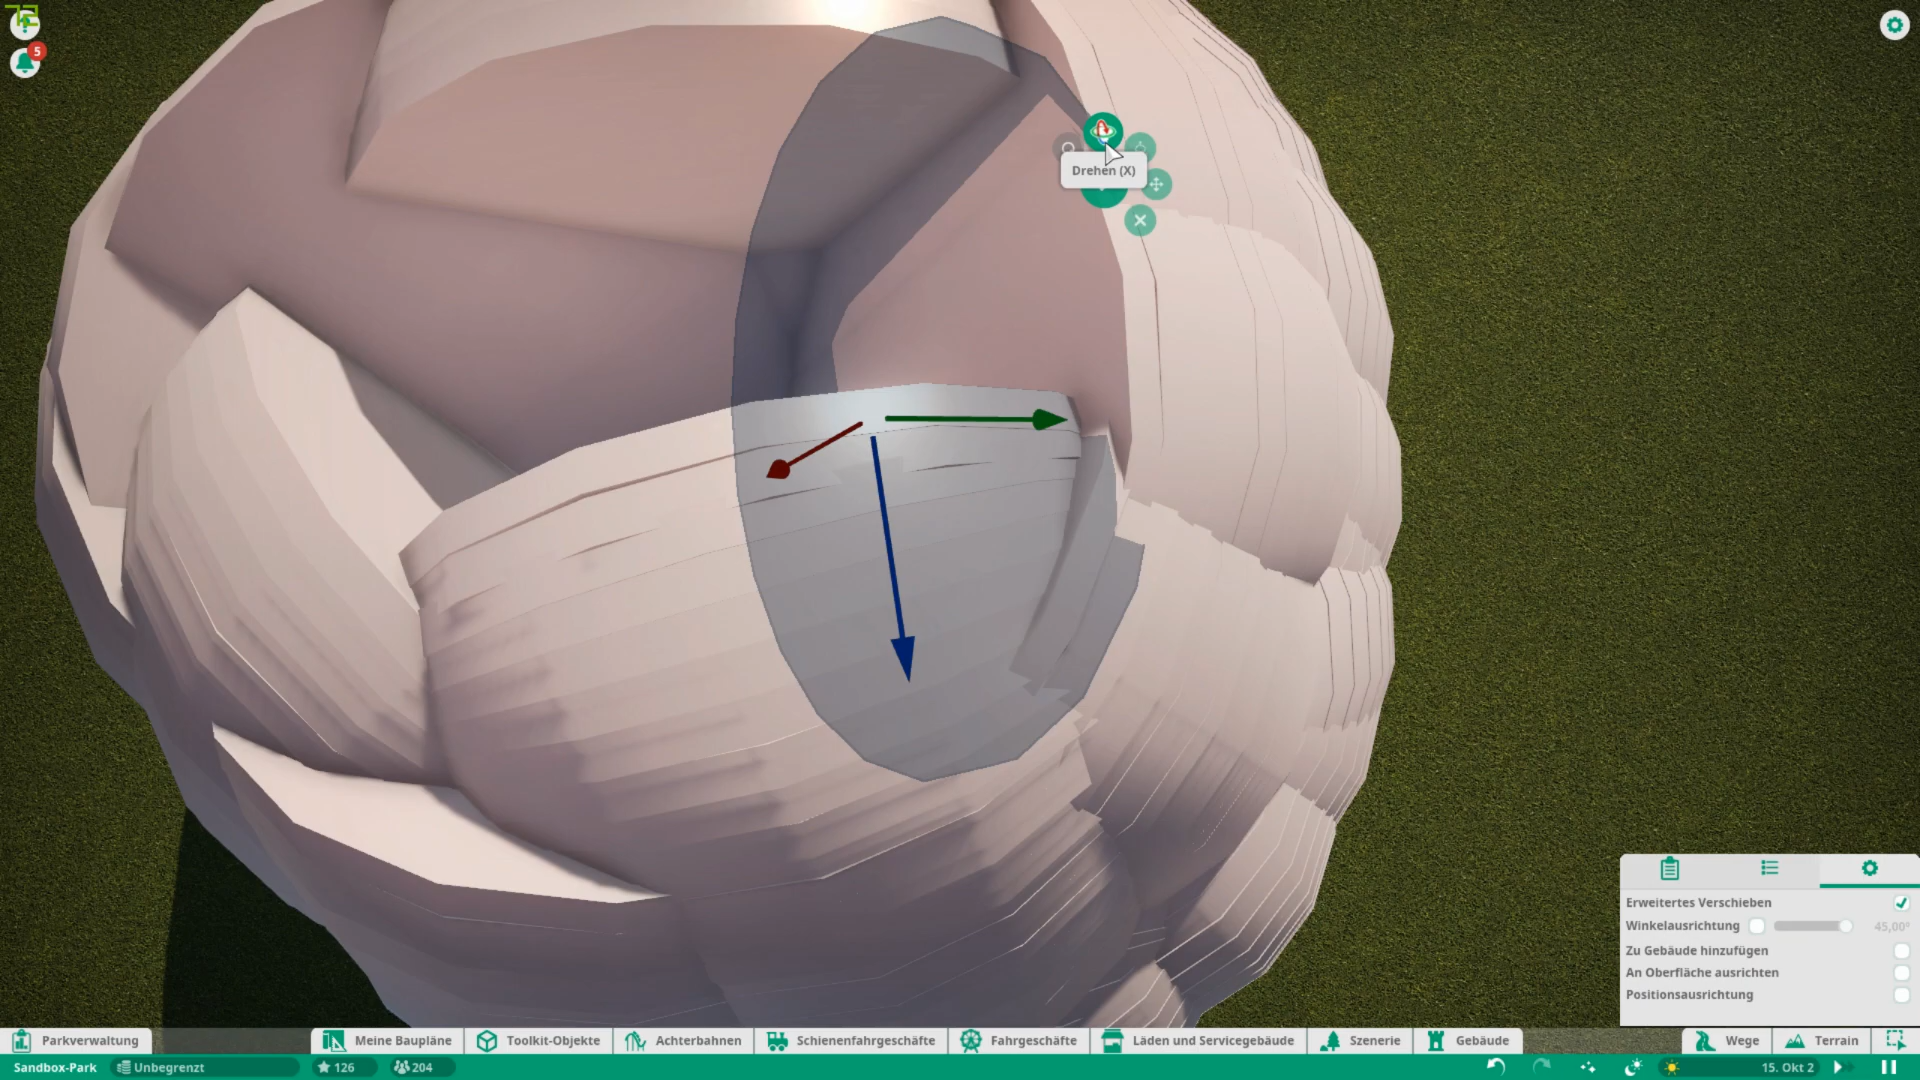 72
5
Drehen (X)
Erweitertes Verschieben
Winkelausrichtung
45,00°
Zu Gebäude hinzufügen
An Oberfläche ausrichten
Positionsausrichtung
Parkverwaltung
Meine Baupläne
Toolkit-Objekte
Achterbahnen
Schienenfahrgeschäfte
Fahrgeschäfte
Läden und Servicegebäude
Szenerie
Gebäude
Wege
Terrain
Sandbox-Park
Unbegrenzt
126
204
15. Okt 2